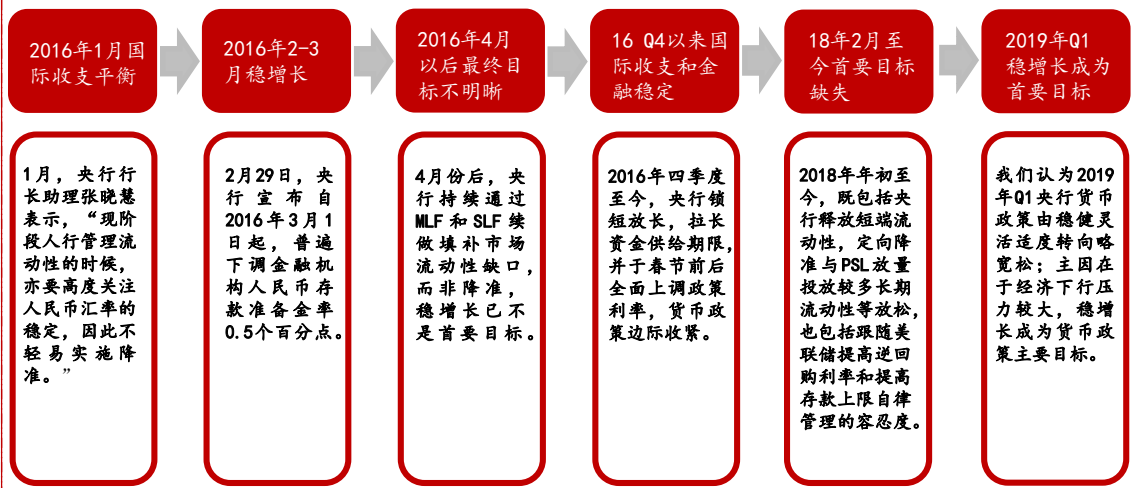 2016年1月国
际收支平衡
2016年2-3
月稳增长
2016年4月
以后最终目
标不明晰
16 Q4以来国
际收支和金
融稳定
18年2月至
今首要目标
缺失
2019年Q1
稳增长成为
首要目标
1月，央行行
长助理张晓慧
表示，“现阶
段人行管理流
动性的时候，
亦要高度关注
人民币汇率的
稳定，因此不
轻易实施降
准。”
2月29日，央
行宣布自
2016年3月1
日起，普遍
下调金融机
构人民币存
款准备金率
0.5个百分点。
4月份后，央
行持续通过
MLF和SLF续
做填补市场
流动性缺口，
而非降准，
稳增长已不
是首要目标。
2016年四季度
至今，央行锁
短放长，拉长
资金供给期限，
并于春节前后
全面上调政策
利率，货币政
策边际收紧。
2018年年初至
今，既包括央
行释放短端流
动性，定向降
准与PSL放量
投放较多长期
流动性等放松，
也包括跟随美
联储提高逆回
购利率和提高
存款上限自律
管理的容忍度。
我们认为2019
年Q1央行货币
政策由稳健灵
活适度转向略
宽松；主因在
于经济下行压
力较大，稳增
长成为货币政
策主要目标。